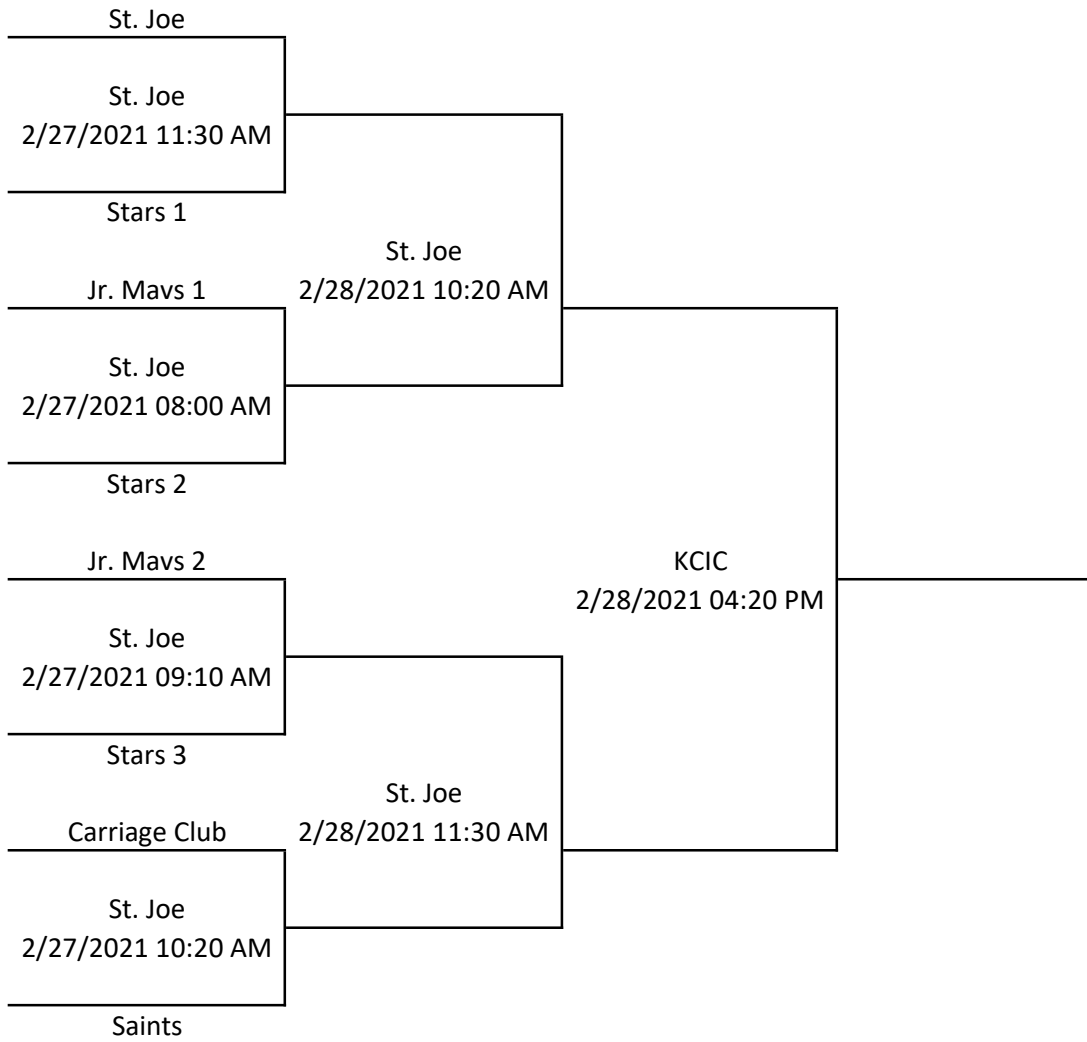 St. Joe
St. Joe
2/27/2021 11:30 AM
Stars 1
St. Joe
2/28/2021 10:20 AM
Jr. Mavs 1
St. Joe
2/27/2021 08:00 AM
Stars 2
Jr. Mavs 2
KCIC
2/28/2021 04:20 PM
St. Joe
2/27/2021 09:10 AM
Stars 3
St. Joe
2/28/2021 11:30 AM
Carriage Club
St. Joe
2/27/2021 10:20 AM
Saints